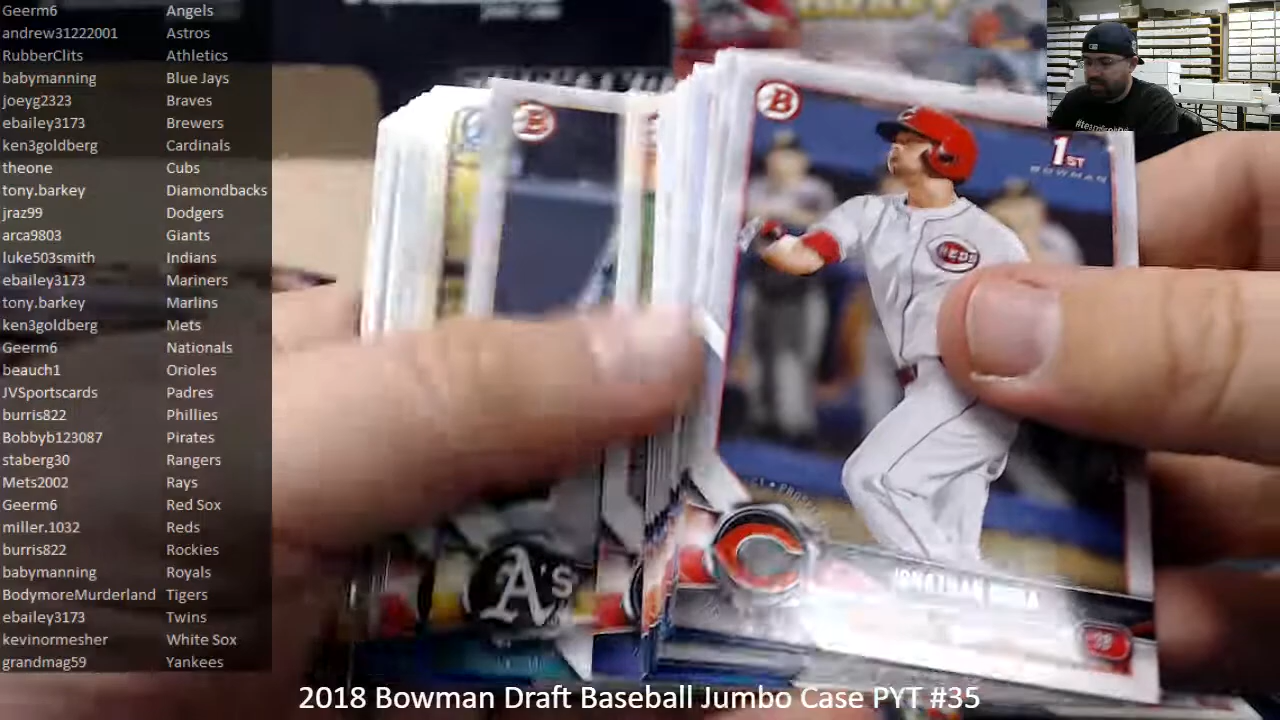 Geerm6 Angels
andrew31222001 Astros
RubberClits Athletics
babymanning Blue Jays
joeyg2323 Braves
ebailey3173 Brewers
ken3goldberg Cardinals
theone Cubs
tony.barkey Diamondbacks
jraz99 Dodgers
arca9803 Giants
luke503smith Indians
ebailey3173 Mariners
tony.barkey Marlins
ken3goldberg Mets
Geerm6 Nationals
beauch1 Orioles
JVSportscards Padres
burris822 Phillies
Bobbyb123087 Pirates
staberg30 Rangers
Mets2002 Rays
Geerm6 Red Sox
miller.1032 Reds
burris822 Rockies
babymanning Royals
BodymoreMurderland Tigers
ebailey3173 Twins
kevinormesher White Sox
grandmag59 Yankees
B
B
1ST
BOWMAN
REDS
A's
JONATHAN
2018 Bowman Draft Baseball Jumbo Case PYT #35